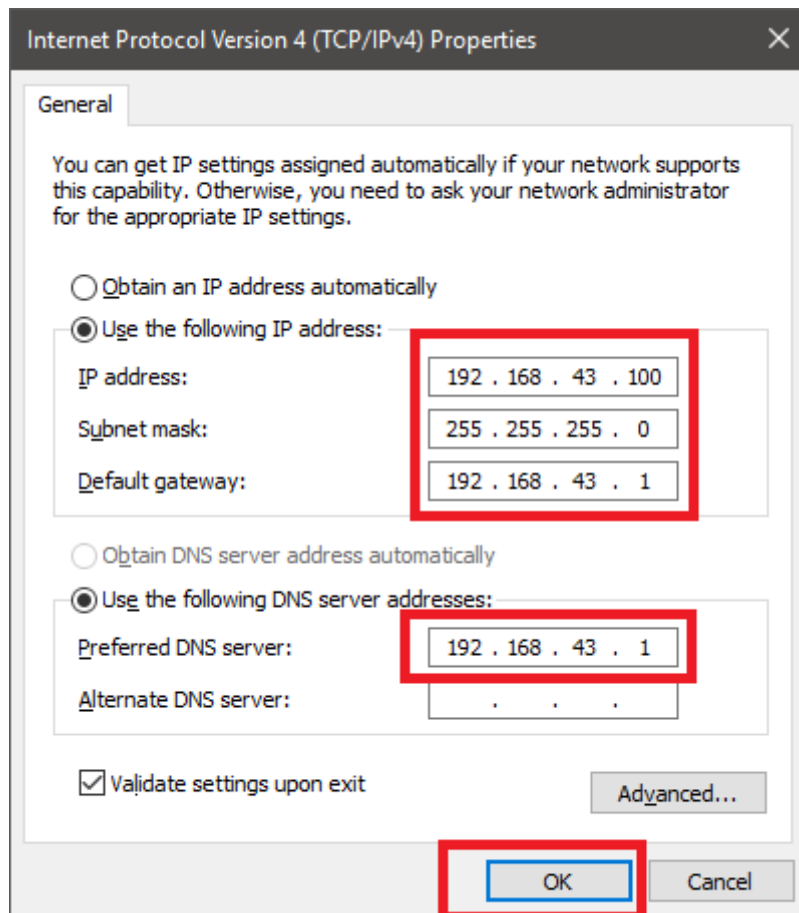 Internet Protocol Version 4 (TCP/IPv4) Properties
General
You can get IP settings assigned automatically if your network supports
this capability. Otherwise, you need to ask your network administrator
for the appropriate IP settings.
Obtain an IP address automatically
Use the following IP address:
IP address: 192 . 168 . 43 . 100
Subnet mask: 255 . 255 . 255 . 0
Default gateway: 192 . 168 . 43 . 1
Obtain DNS server address automatically
Use the following DNS server addresses:
Preferred DNS server: 192 . 168 . 43 . 1
Alternate DNS server: . . .
Validate settings upon exit
Advanced...
OK Cancel